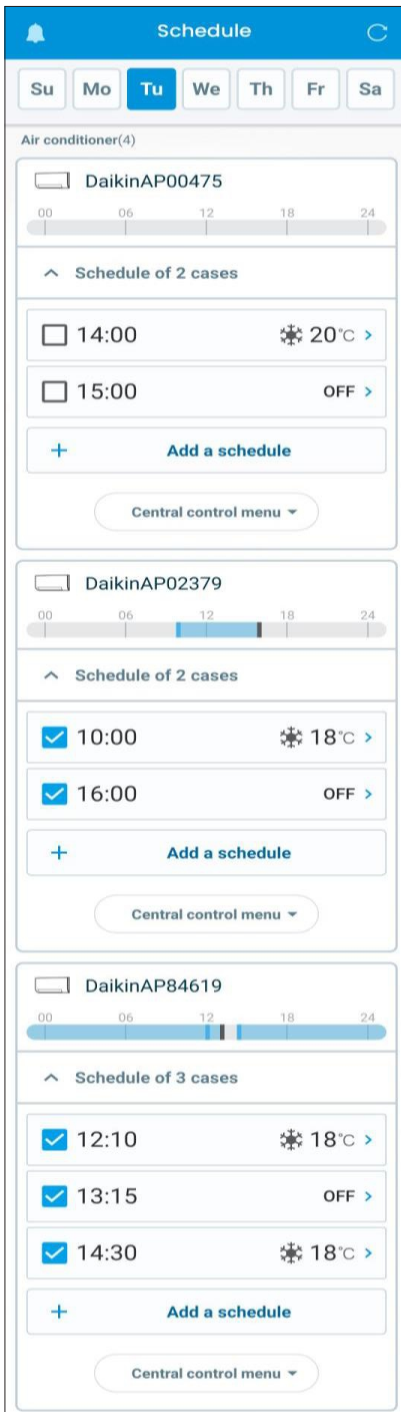 Schedule
Su Mo Tu We Th Fr Sa
Air conditioner(4)
DaikinAP00475
00 06 12 18 24
Schedule of 2 cases
14:00 20°C >
15:00 OFF >
+ Add a schedule
Central control menu
DaikinAP02379
00 06 12 18 24
Schedule of 2 cases
10:00 18°C >
16:00 OFF >
+ Add a schedule
Central control menu
DaikinAP84619
00 06 12 18 24
Schedule of 3 cases
12:10 18°C >
13:15 OFF >
14:30 18°C >
+ Add a schedule
Central control menu